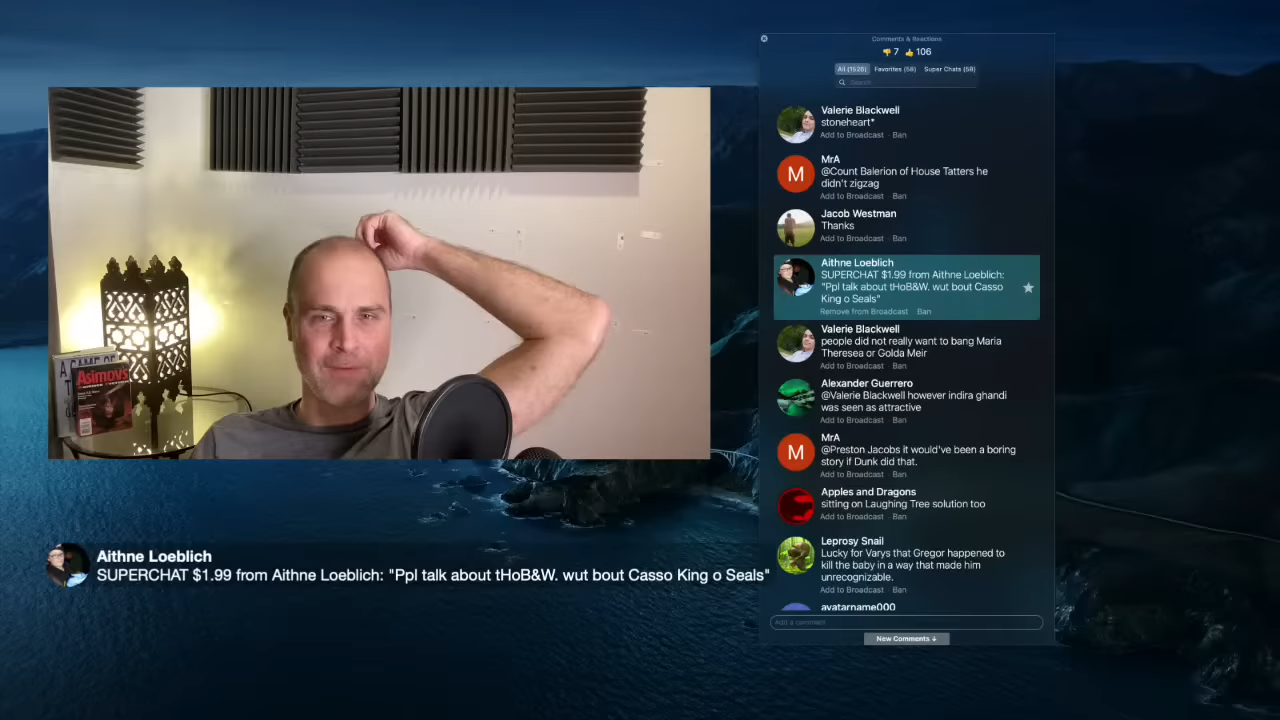 Comments & Reactions
👎 7 👍 106
All (1528) Favorites (59) Super Chats (58)
Search
Valerie Blackwell
stoneheart*
Add to Broadcast · Ban
MrA
@Count Balerion of House Tatters he
didn't zigzag
Add to Broadcast · Ban
Jacob Westman
Thanks
Add to Broadcast · Ban
Aithne Loeblich
SUPERCHAT $1.99 from Aithne Loeblich:
"Ppl talk about tHoB&W. wut bout Casso
King o Seals"
Remove from Broadcast · Ban
Valerie Blackwell
people did not really want to bang Maria
Theresea or Golda Meir
Add to Broadcast · Ban
Alexander Guerrero
@Valerie Blackwell however indira ghandi
was seen as attractive
Add to Broadcast · Ban
MrA
@Preston Jacobs it would've been a boring
story if Dunk did that.
Add to Broadcast · Ban
Apples and Dragons
sitting on Laughing Tree solution too
Add to Broadcast · Ban
Leprosy Snail
Lucky for Varys that Gregor happened to
kill the baby in a way that made him
unrecognizable.
Add to Broadcast · Ban
avatarname000
Add a comment
New Comments ↓
M
M
A GAME OF
Asimov's
Aithne Loeblich
SUPERCHAT $1.99 from Aithne Loeblich: "Ppl talk about tHoB&W. wut bout Casso King o Seals"